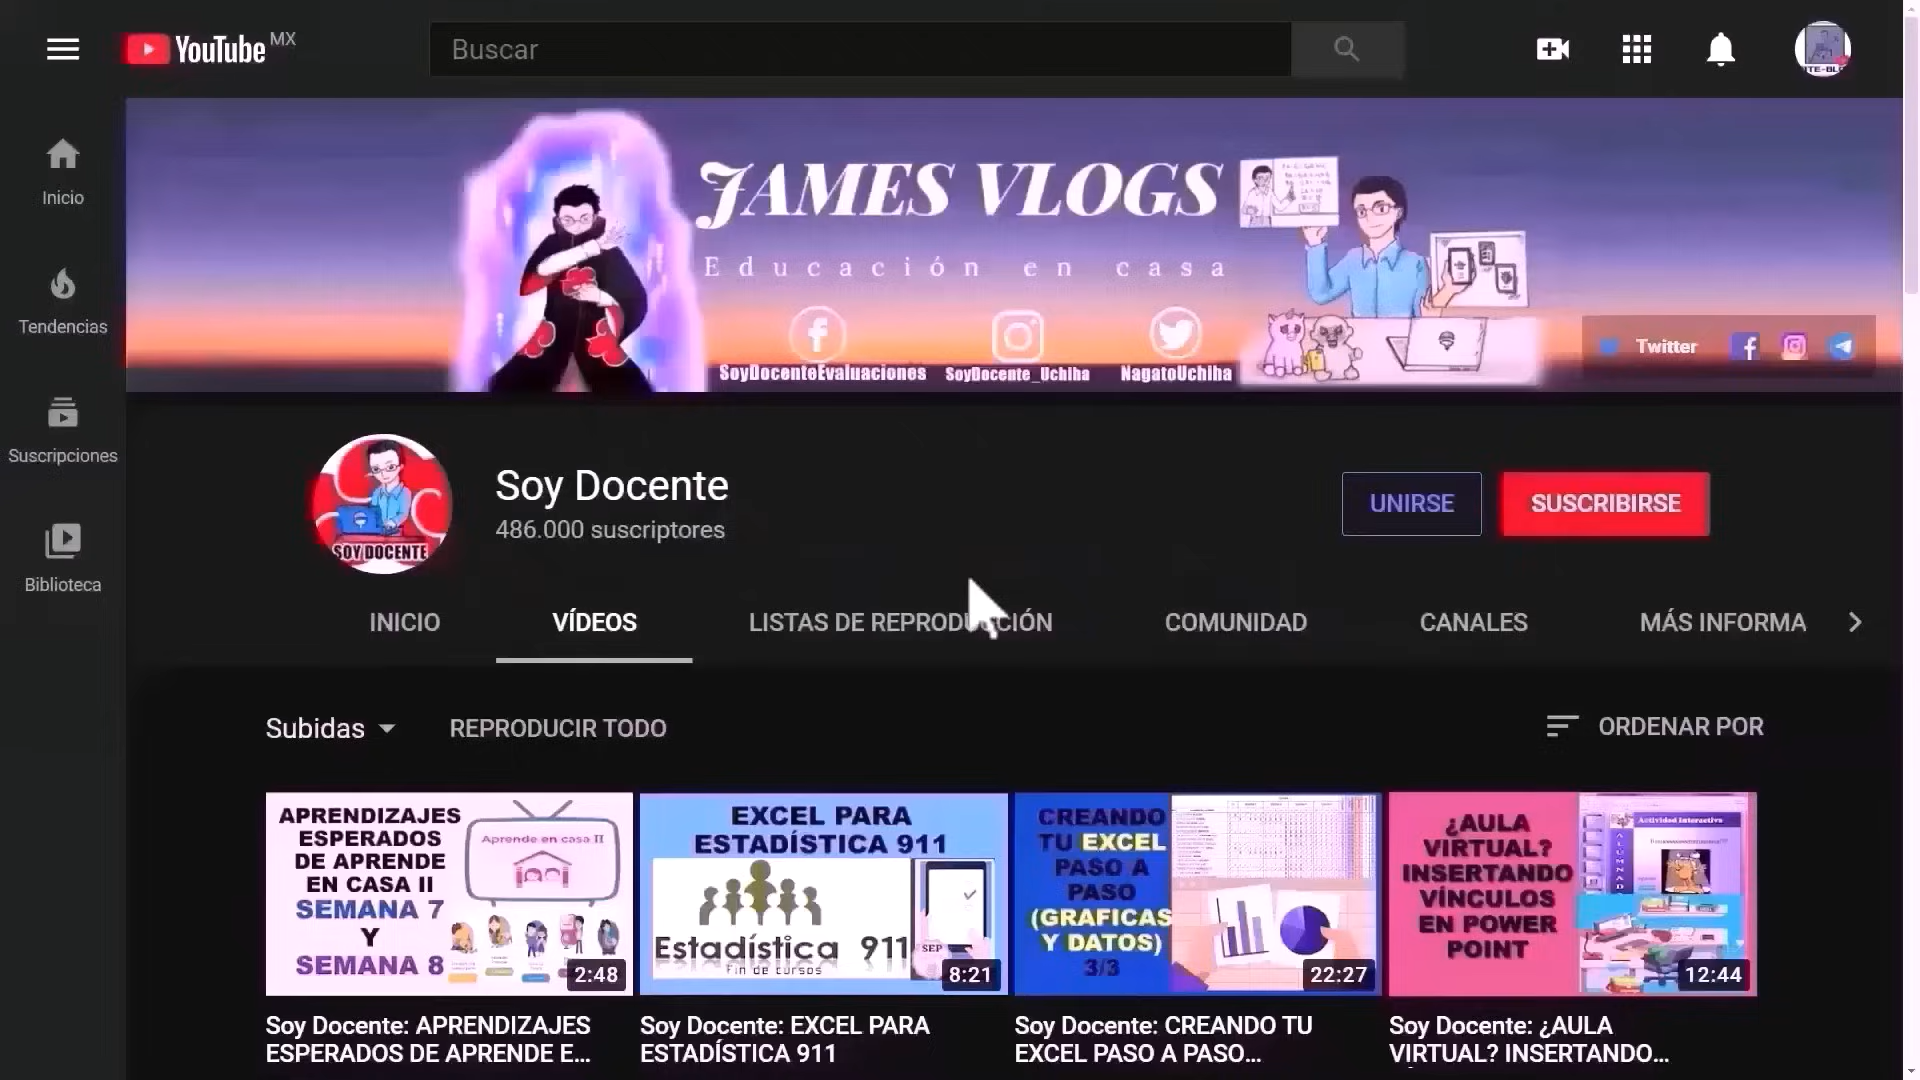 YouTube MX
Buscar
Inicio
Tendencias
Suscripciones
Biblioteca
JAMES VLOGS
Educación en casa
SoyDocenteEvaluaciones
SoyDocente_Uchiha
NagatoUchiha
Twitter
SOY DOCENTE
Soy Docente
486.000 suscriptores
UNIRSE
SUSCRIBIRSE
INICIO
VÍDEOS
LISTAS DE REPRODUCCIÓN
COMUNIDAD
CANALES
MÁS INFORMA
Subidas
REPRODUCIR TODO
ORDENAR POR
APRENDIZAJES
ESPERADOS
DE APRENDE
EN CASA II
SEMANA 7
Y
SEMANA 8
Aprende en casa II
2:48
EXCEL PARA
ESTADÍSTICA 911
Estadística 911
Fin de cursos
SEP
8:21
CREANDO
TU EXCEL
PASO A
PASO
(GRAFICAS
Y DATOS)
3/3
22:27
¿AULA
VIRTUAL?
INSERTANDO
VÍNCULOS
EN POWER
POINT
Actividad Interactiva
12:44
Soy Docente: APRENDIZAJES
ESPERADOS DE APRENDE E...
Soy Docente: EXCEL PARA
ESTADÍSTICA 911
Soy Docente: CREANDO TU
EXCEL PASO A PASO...
Soy Docente: ¿AULA
VIRTUAL? INSERTANDO...